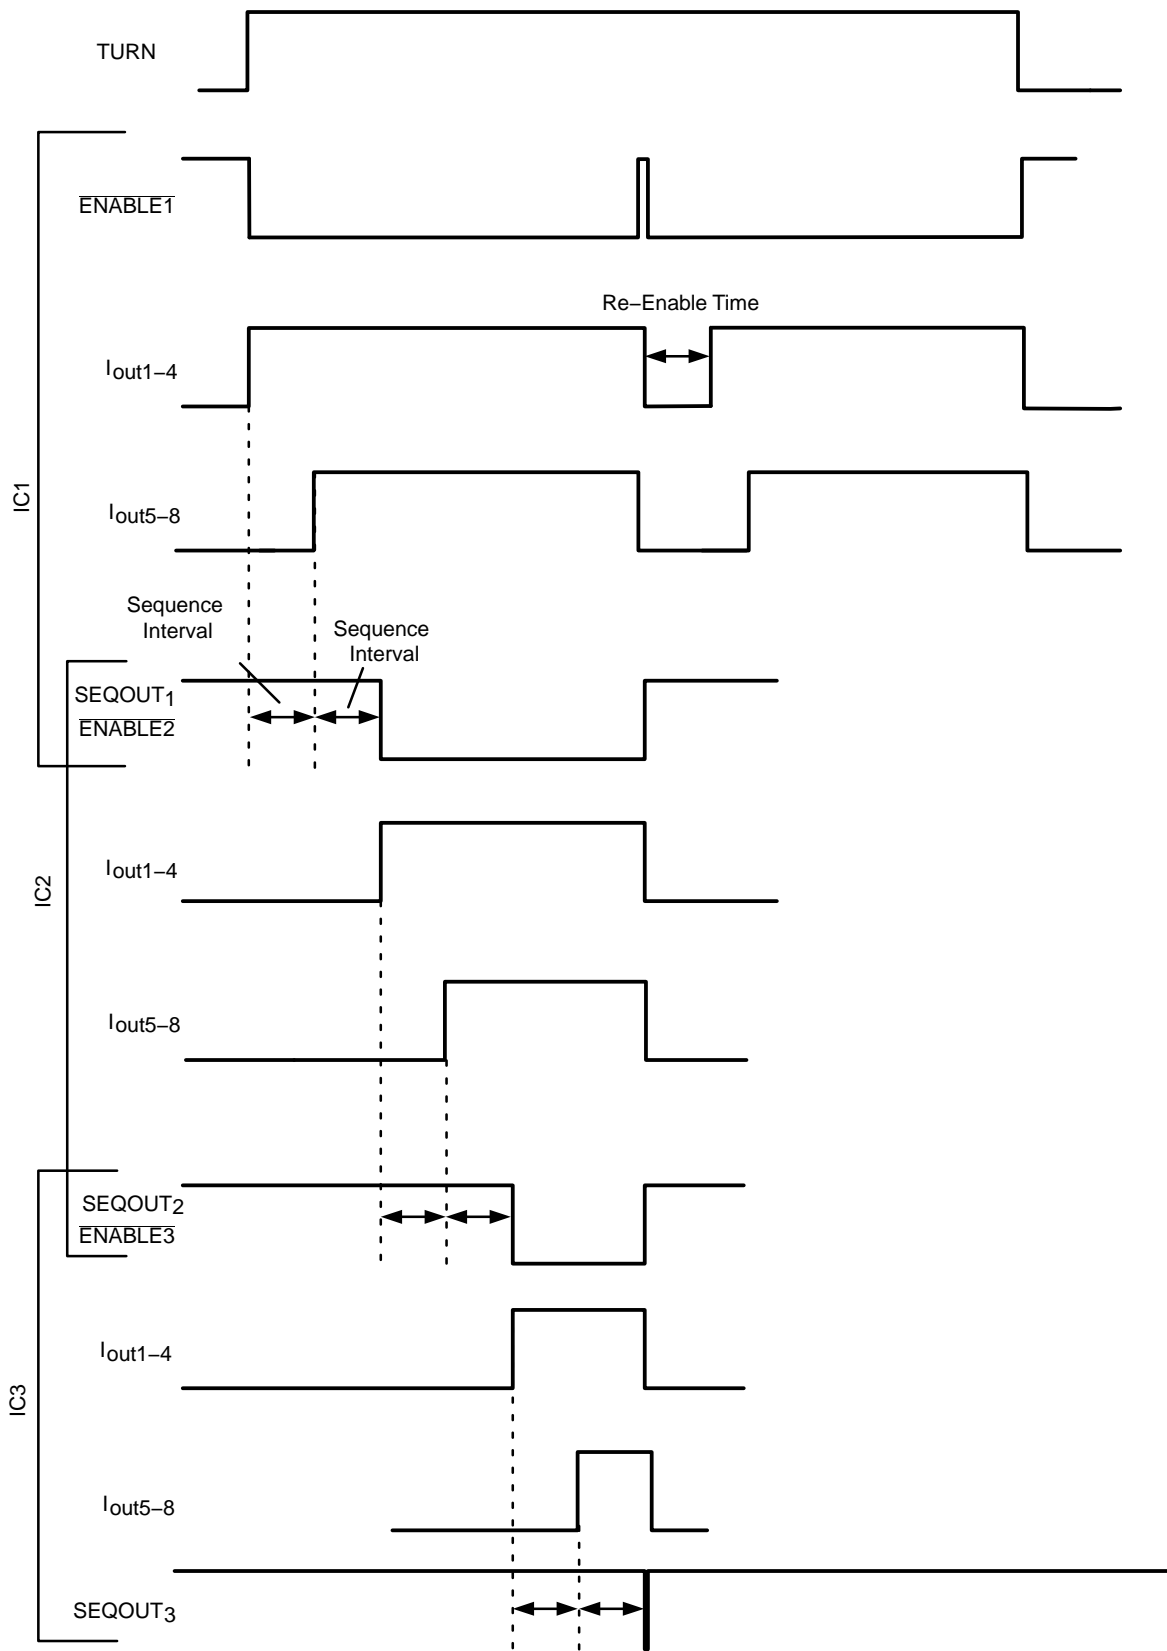 TURN
IC1
ENABLE1
Re−Enable Time
Iout1−4
Iout5−8
Sequence
Interval
Sequence
Interval
IC2
SEQOUT1
ENABLE2
Iout1−4
Iout5−8
IC3
SEQOUT2
ENABLE3
Iout1−4
Iout5−8
SEQOUT3